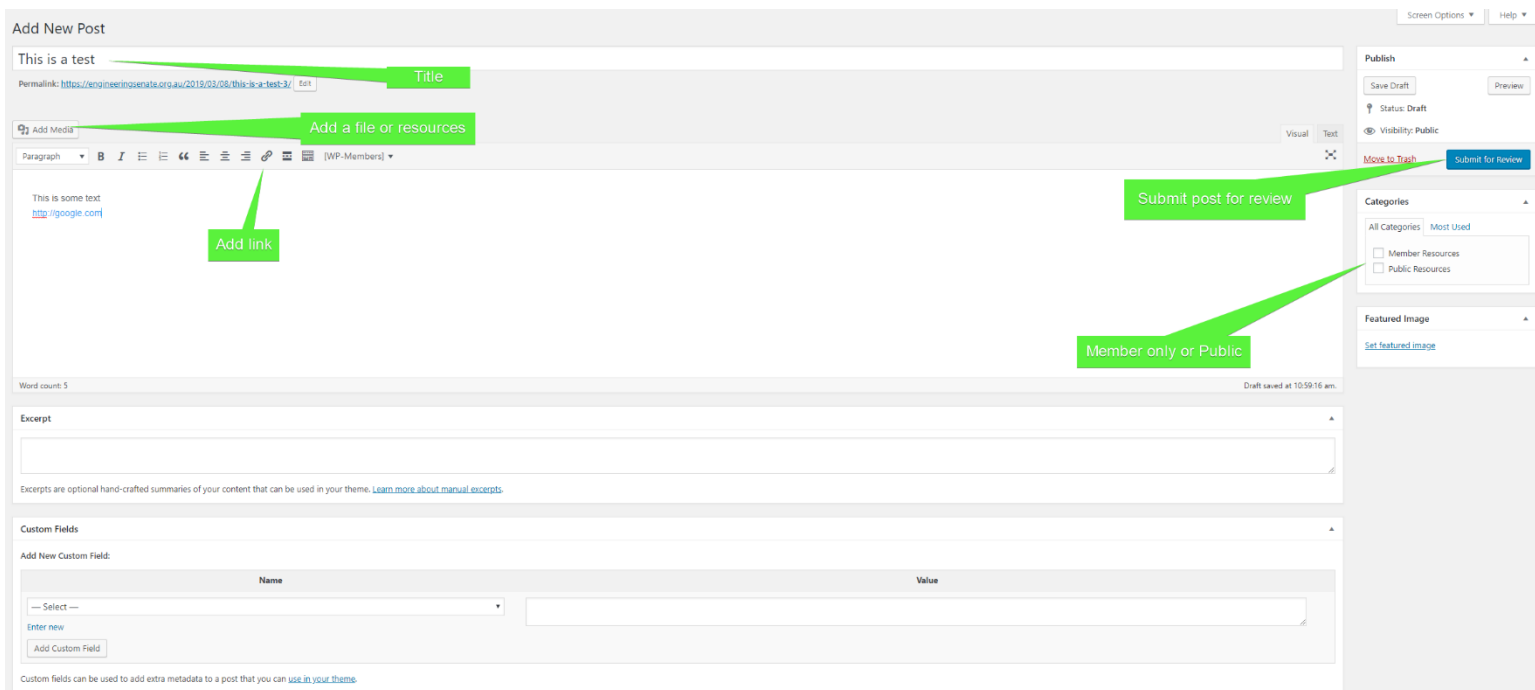 Screen Options ▼ Help ▼
Add New Post
This is a test
Title
Permalink: https://engineeringsenate.org.au/2019/03/08/this-is-a-test-3/ Edit
Add Media
Add a file or resources
Visual Text
Paragraph ▼ B I [WP-Members] ▼
This is some text
http://google.com
Add link
Word count: 5
Draft saved at 10:59:16 am.
Publish
Save Draft Preview
Status: Draft
Visibility: Public
Move to Trash Submit for Review
Submit post for review
Categories
All Categories Most Used
Member Resources
Public Resources
Member only or Public
Featured Image
Set featured image
Excerpt
Excerpts are optional hand-crafted summaries of your content that can be used in your theme. Learn more about manual excerpts.
Custom Fields
Add New Custom Field:
Name Value
— Select —
Enter new
Add Custom Field
Custom fields can be used to add extra metadata to a post that you can use in your theme.